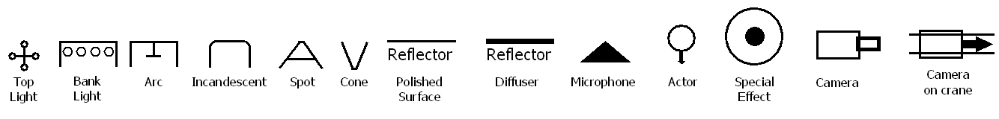 Reflector
Reflector
Top
Light
Bank
Light
Arc
Incandescent
Spot
Cone
Polished
Surface
Diffuser
Microphone
Actor
Special
Effect
Camera
Camera
on crane